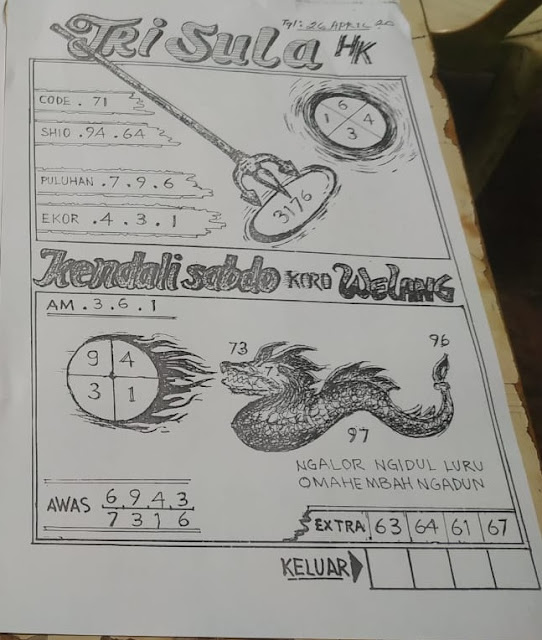 Tgl : 26 APRIL 20
TRI SULA HK
CODE . 71
SHIO . 94 . 64 .
PULUHAN . 7 . 9 . 6
EKOR . 4 . 3 . 1
6
1 4
3
3176
Kendali sabdo KORO WELANG
AM . 3 . 6 . 1
9 4
3 1
73
7
96
97
NGALOR NGIDUL LURU
OMAHE MBAH NGADUN
AWAS 6 9 4 3
7 3 1 6
EXTRA 63 64 61 67
KELUAR